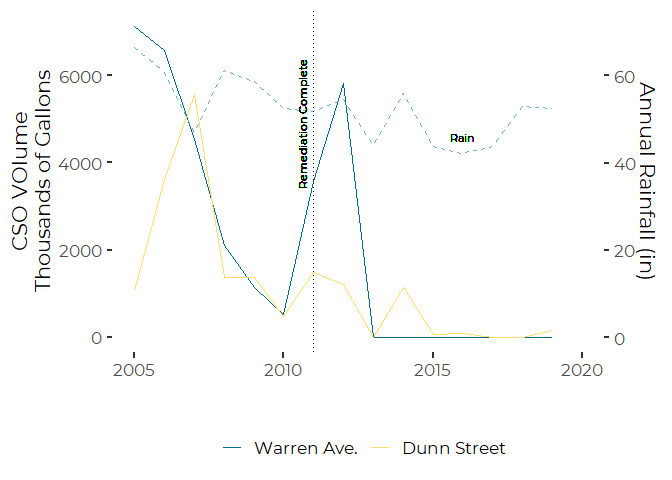 CSO VOlume
Thousands of Gallons
6000
4000
2000
0
Remediation Complete
Rain
60
40
20
0
Annual Rainfall (in)
2005
2010
2015
2020
Warren Ave.
Dunn Street